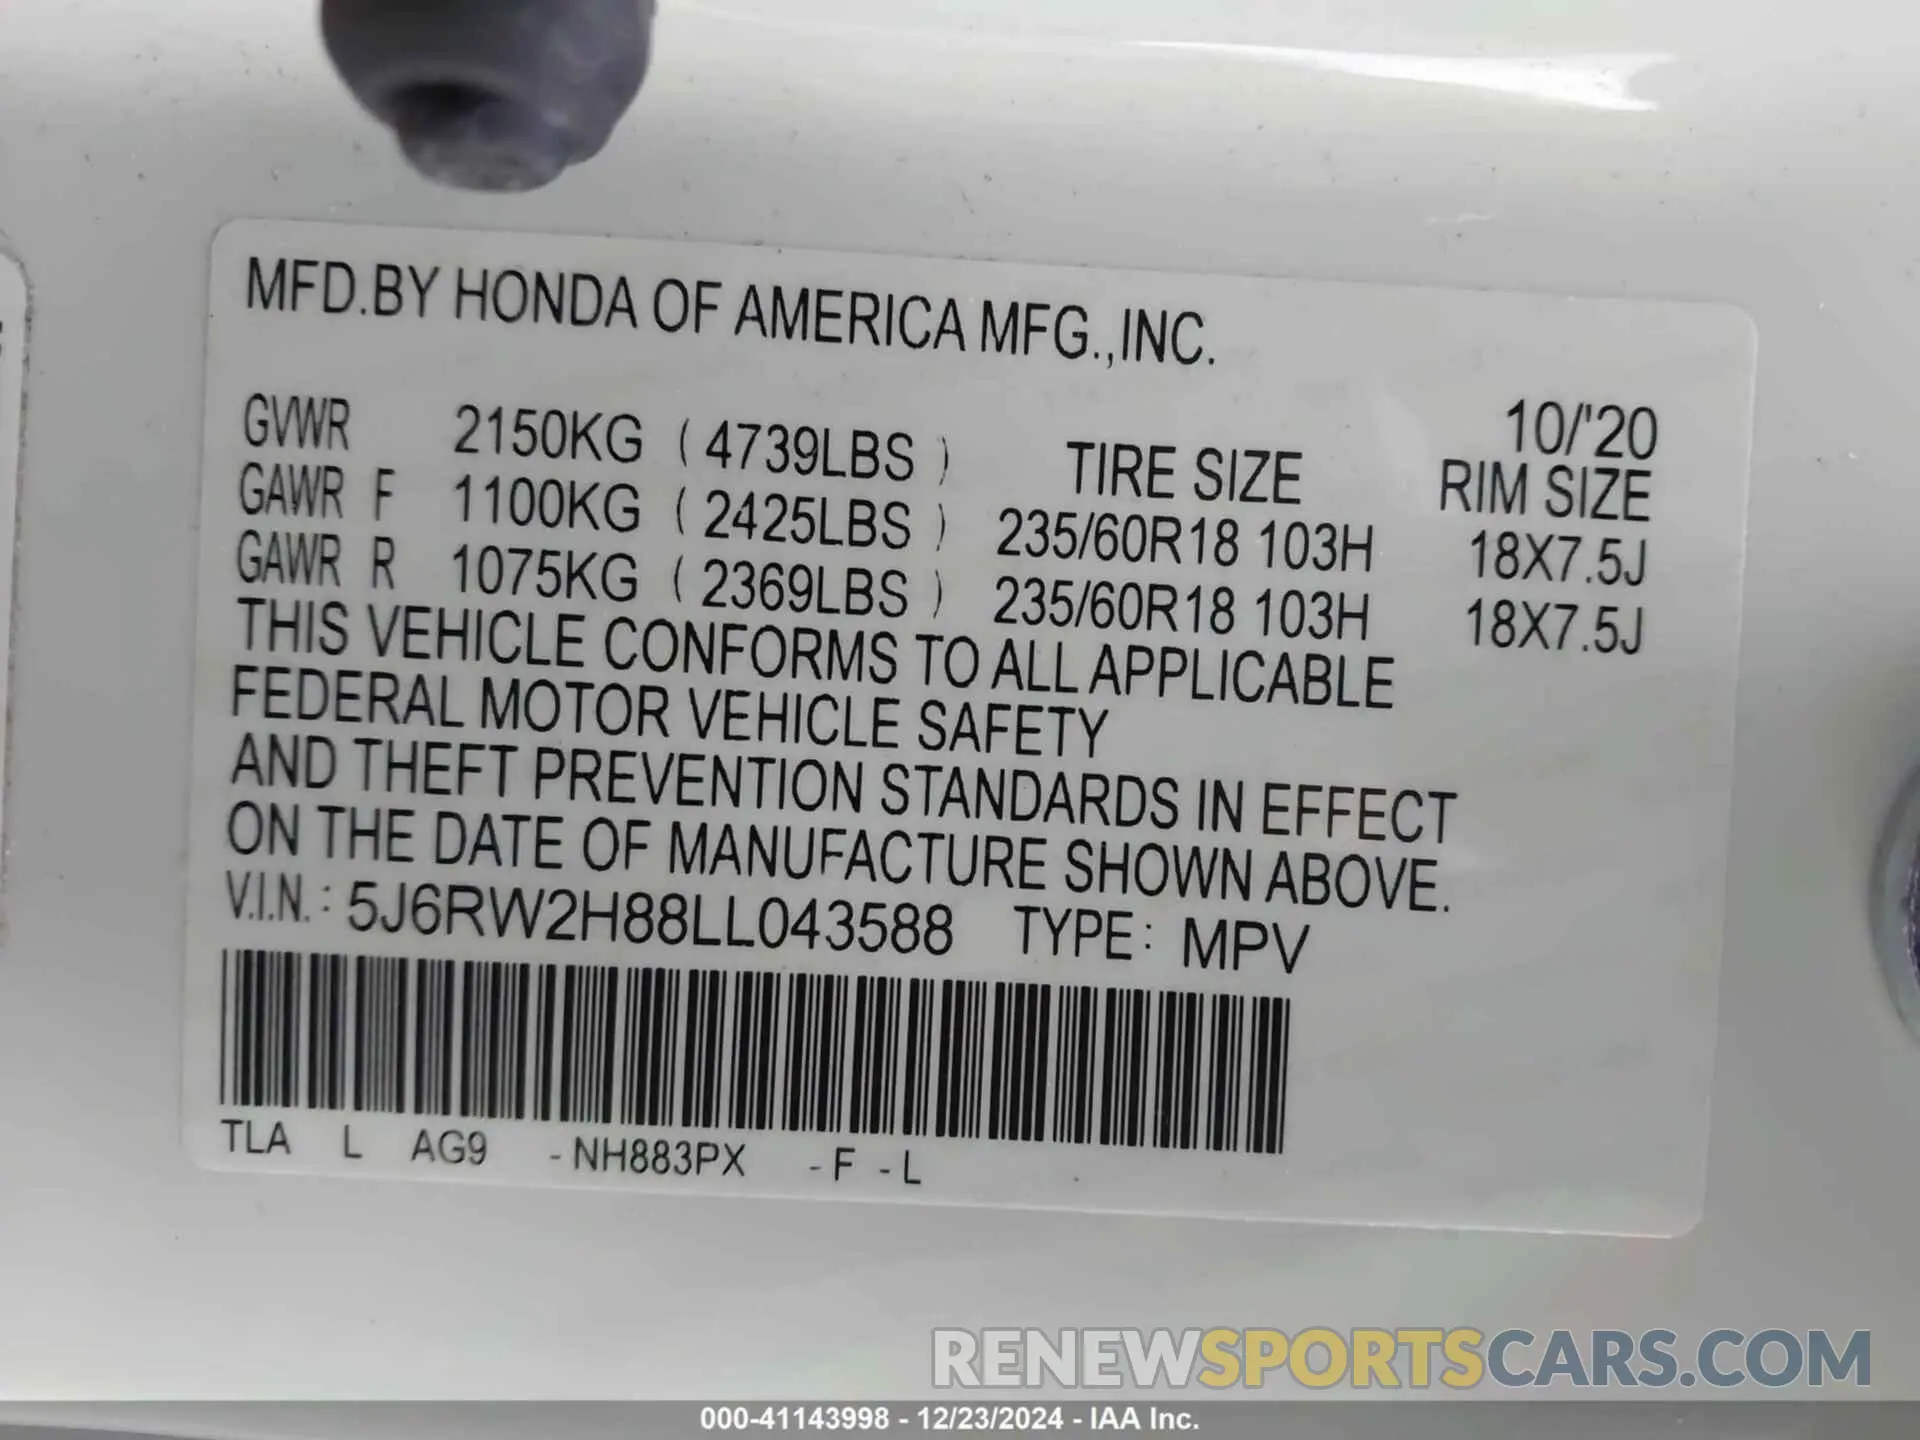 MFD.BY HONDA OF AMERICA MFG.,INC.
10/'20
GVWR 2150KG ( 4739LBS ) TIRE SIZE RIM SIZE
GAWR F 1100KG ( 2425LBS ) 235/60R18 103H 18X7.5J
GAWR R 1075KG ( 2369LBS ) 235/60R18 103H 18X7.5J
THIS VEHICLE CONFORMS TO ALL APPLICABLE
FEDERAL MOTOR VEHICLE SAFETY
AND THEFT PREVENTION STANDARDS IN EFFECT
ON THE DATE OF MANUFACTURE SHOWN ABOVE.
V.I.N.: 5J6RW2H88LL043588 TYPE: MPV
TLA L AG9 -NH883PX -F -L
RENEWSPORTSCARS.COM
000-41143998 - 12/23/2024 - IAA Inc.